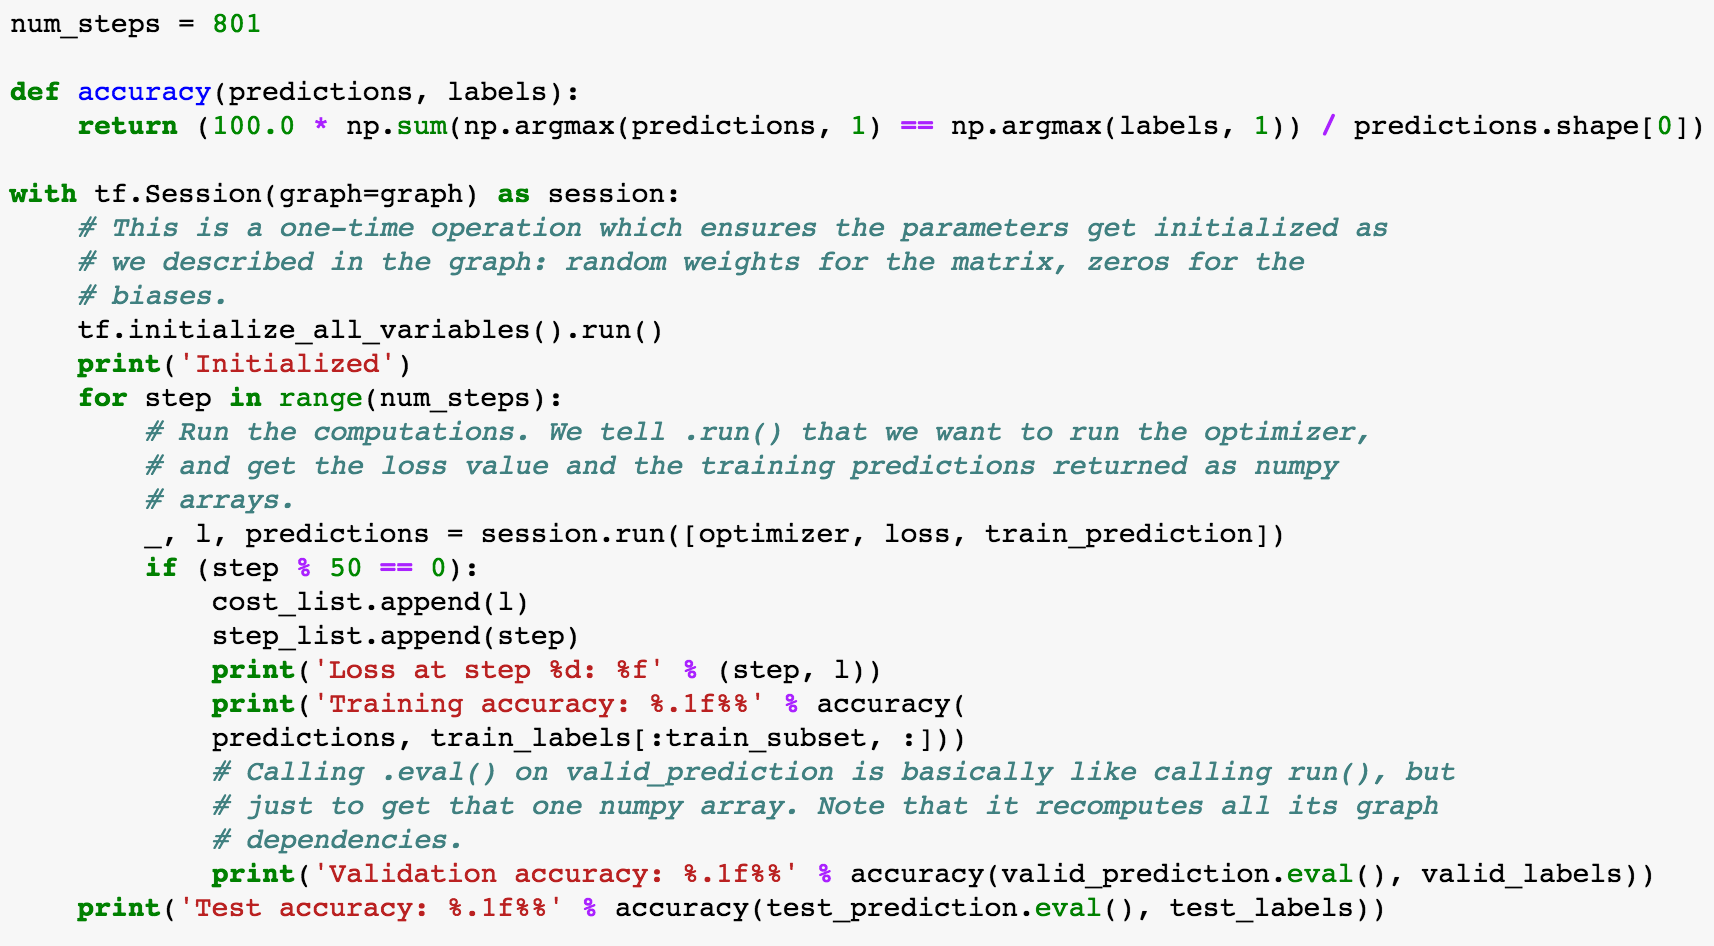 num_steps = 801

def accuracy(predictions, labels):
    return (100.0 * np.sum(np.argmax(predictions, 1) == np.argmax(labels, 1)) / predictions.shape[0])

with tf.Session(graph=graph) as session:
    # This is a one-time operation which ensures the parameters get initialized as
    # we described in the graph: random weights for the matrix, zeros for the
    # biases.
    tf.initialize_all_variables().run()
    print('Initialized')
    for step in range(num_steps):
        # Run the computations. We tell .run() that we want to run the optimizer,
        # and get the loss value and the training predictions returned as numpy
        # arrays.
        _, l, predictions = session.run([optimizer, loss, train_prediction])
        if (step % 50 == 0):
            cost_list.append(l)
            step_list.append(step)
            print('Loss at step %d: %f' % (step, l))
            print('Training accuracy: %.1f%%' % accuracy(
            predictions, train_labels[:train_subset, :]))
            # Calling .eval() on valid_prediction is basically like calling run(), but
            # just to get that one numpy array. Note that it recomputes all its graph
            # dependencies.
            print('Validation accuracy: %.1f%%' % accuracy(valid_prediction.eval(), valid_labels))
    print('Test accuracy: %.1f%%' % accuracy(test_prediction.eval(), test_labels))